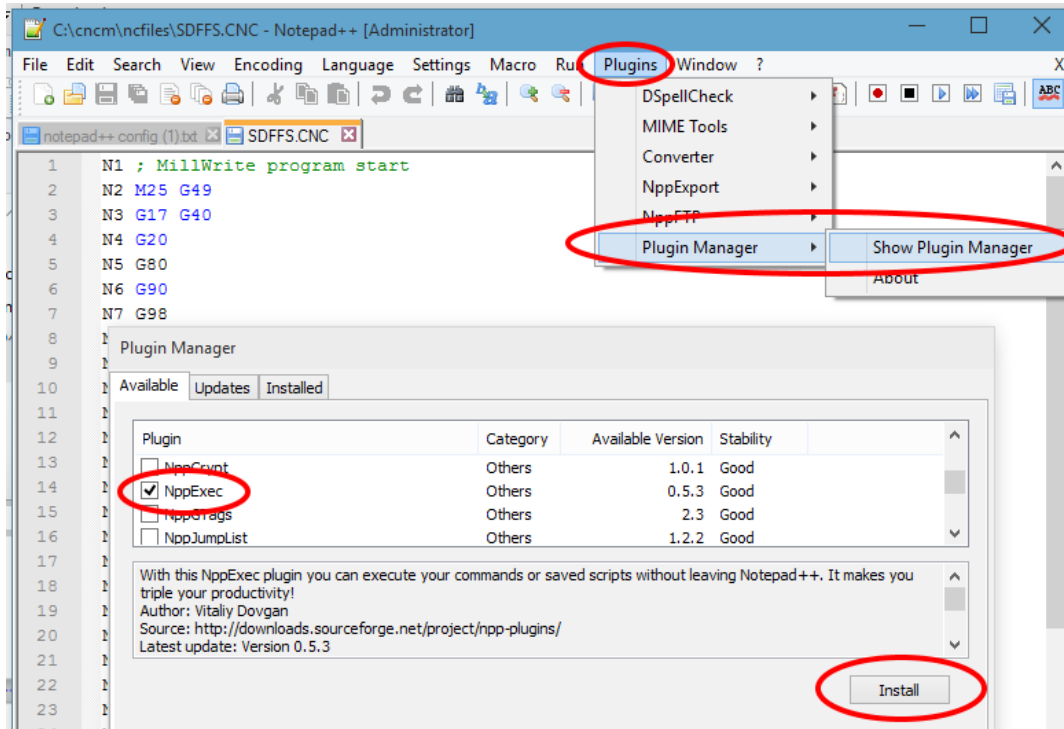 C:\cncm\ncfiles\SDFFS.CNC - Notepad++ [Administrator]
File Edit Search View Encoding Language Settings Macro Run Plugins Window ? X
ABC
notepad++ config (1).txt SDFFS.CNC
DSpellCheck
MIME Tools
Converter
NppExport
NppFTP
Plugin Manager Show Plugin Manager
About
1 N1 ; MillWrite program start
2 N2 M25 G49
3 N3 G17 G40
4 N4 G20
5 N5 G80
6 N6 G90
7 N7 G98
8 N
9 N
10 N
11 N
12 N
13 N
14 N
15 N
16 N
17 N
18 N
19 N
20 N
21 N
22 N
23 N
Plugin Manager
Available Updates Installed
Plugin Category Available Version Stability
NppCrypt Others 1.0.1 Good
NppExec Others 0.5.3 Good
NppGTags Others 2.3 Good
NppJumpList Others 1.2.2 Good
With this NppExec plugin you can execute your commands or saved scripts without leaving Notepad++. It makes you
triple your productivity!
Author: Vitaliy Dovgan
Source: http://downloads.sourceforge.net/project/npp-plugins/
Latest update: Version 0.5.3
Install